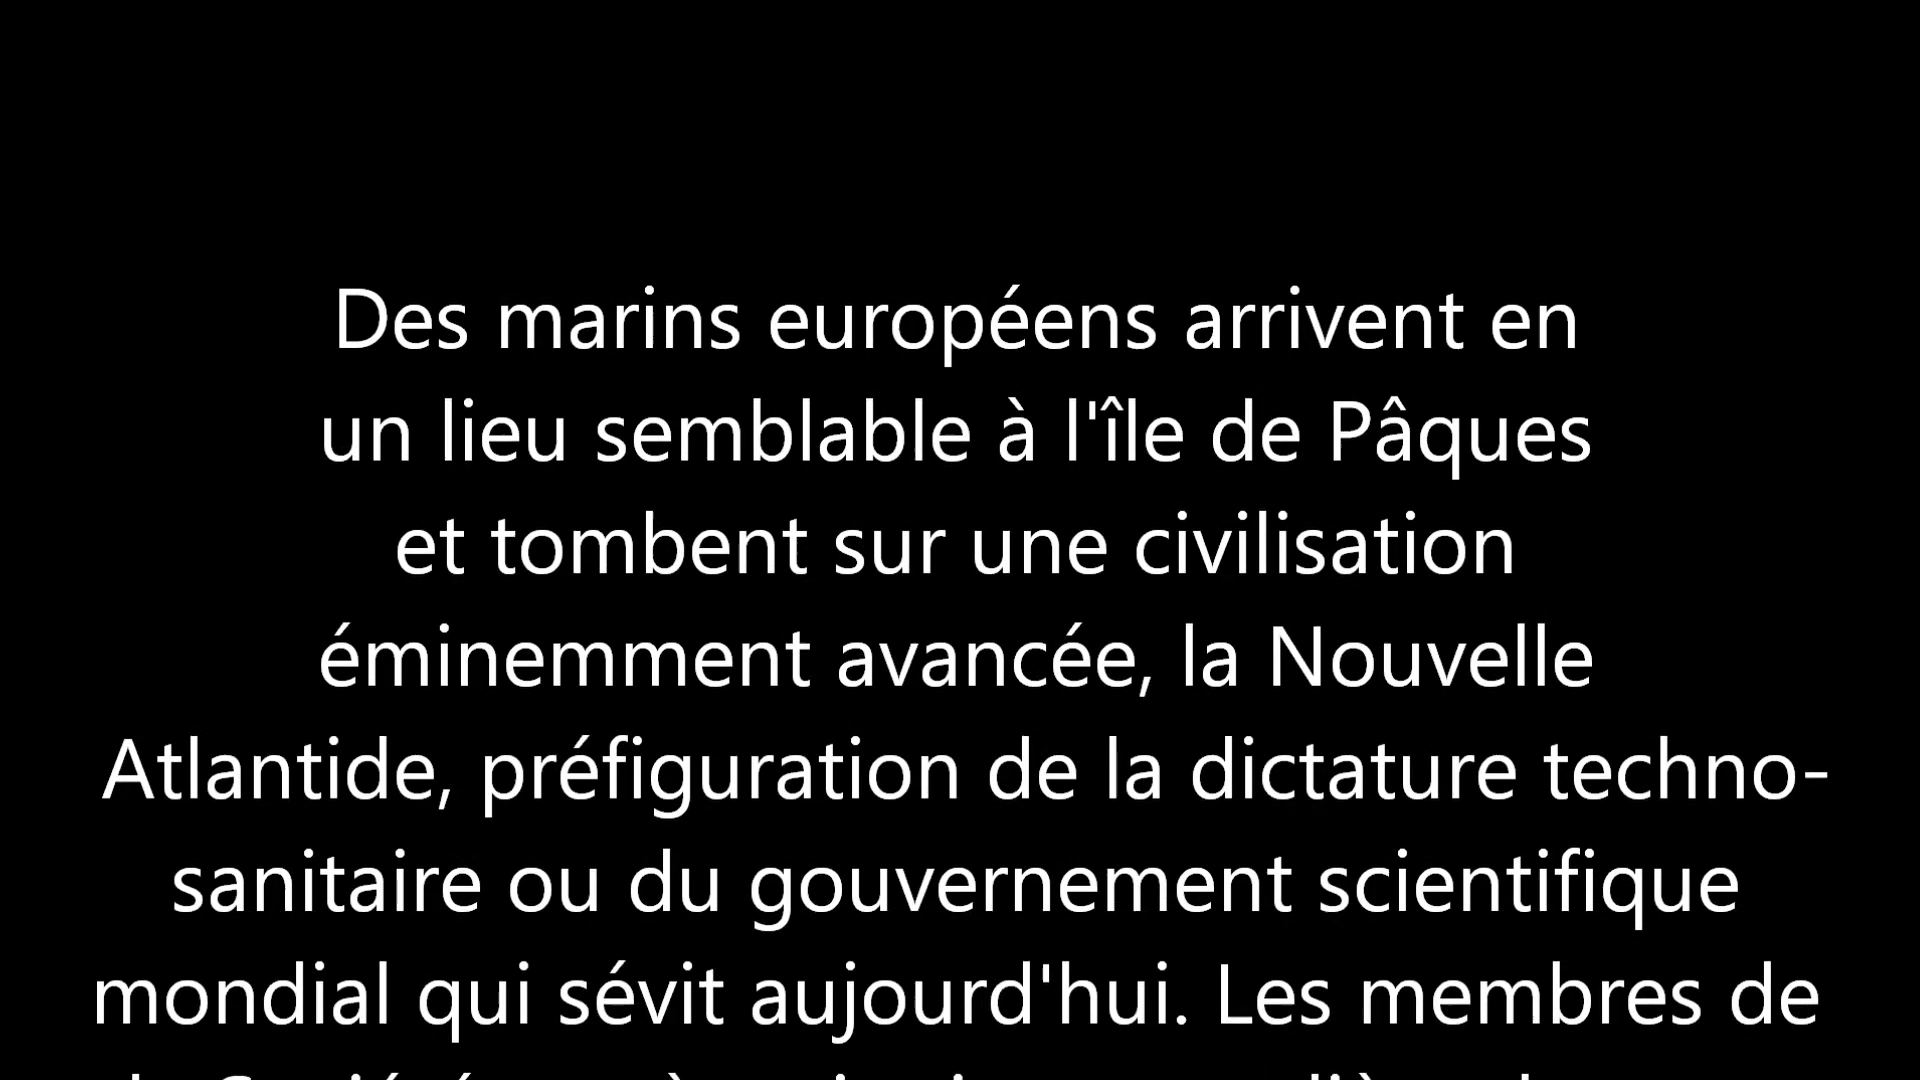 Des marins européens arrivent en
un lieu semblable à l'île de Pâques
et tombent sur une civilisation
éminemment avancée, la Nouvelle
Atlantide, préfiguration de la dictature techno-
sanitaire ou du gouvernement scientifique
mondial qui sévit aujourd'hui. Les membres de